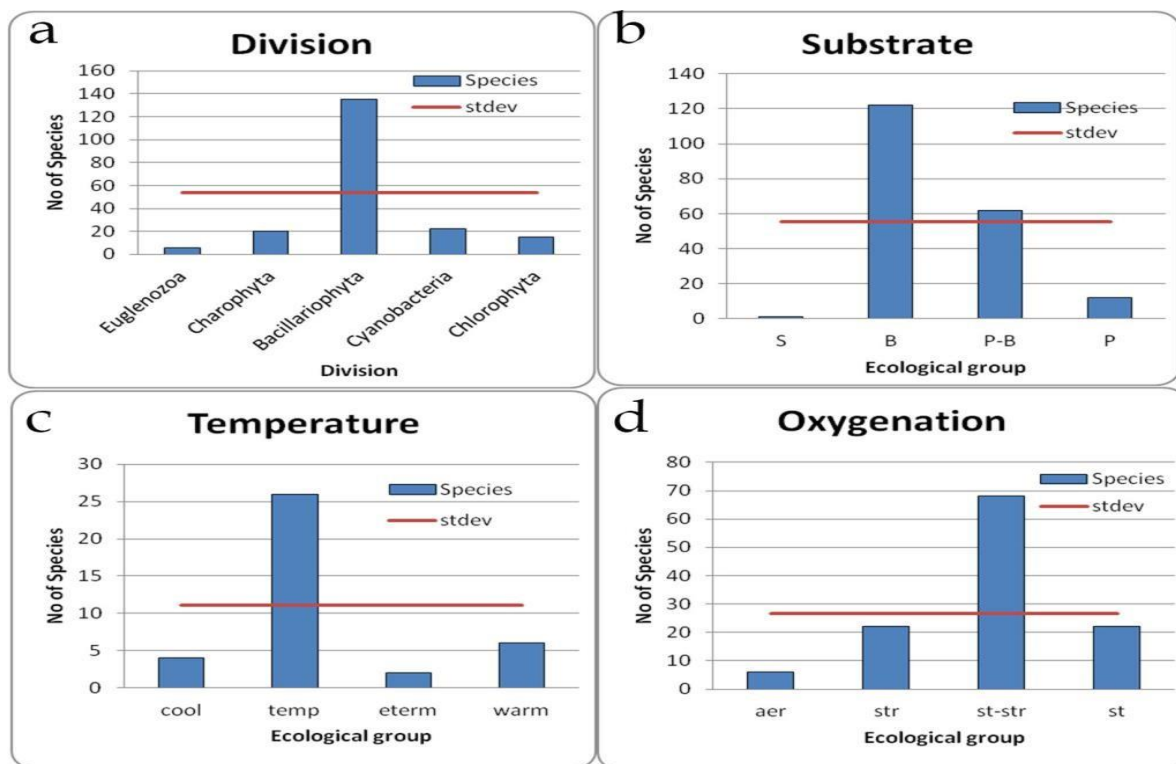 a
Division
No of Species
160
140
120
100
80
60
40
20
0
Species
stdev
Euglenozoa
Charophyta
Bacillariophyta
Cyanobacteria
Chlorophyta
Division
b
Substrate
No of Species
140
120
100
80
60
40
20
0
Species
stdev
S B P-B P
Ecological group
c
Temperature
No of Species
30
25
20
15
10
5
0
Species
stdev
cool temp eterm warm
Ecological group
d
Oxygenation
No of Species
80
70
60
50
40
30
20
10
0
Species
stdev
aer str st-str st
Ecological group